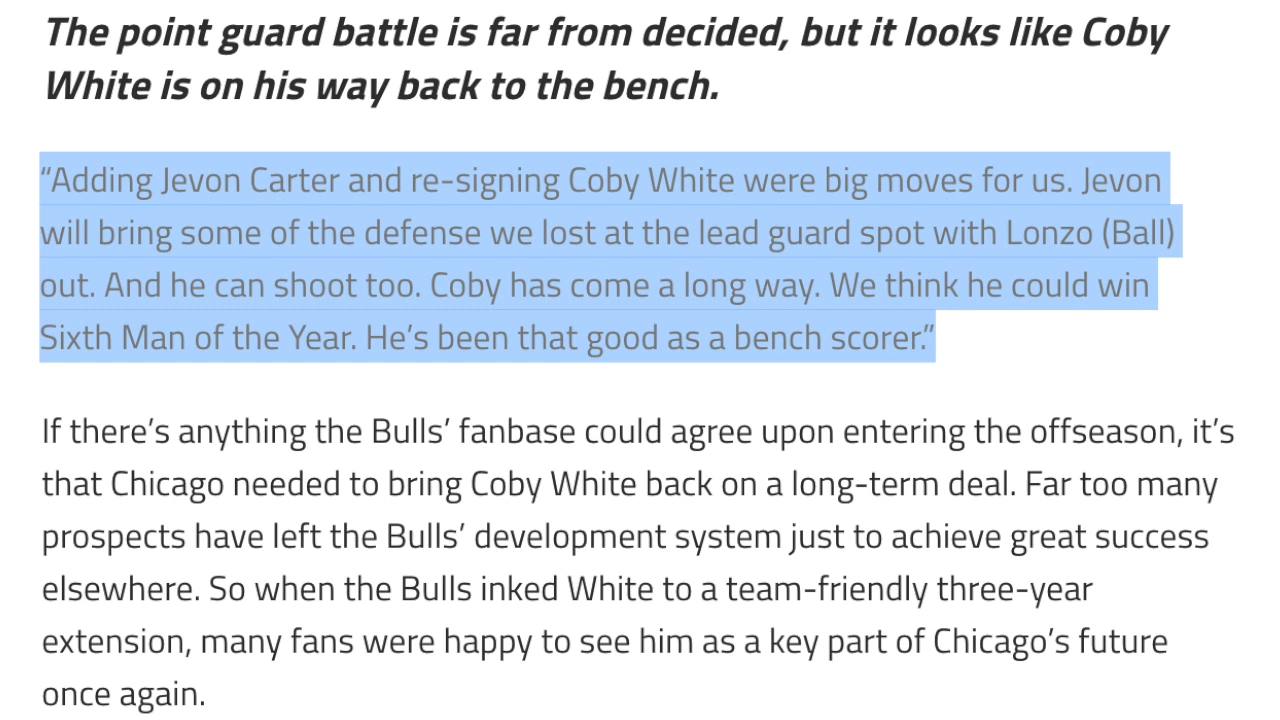 The point guard battle is far from decided, but it looks like Coby
White is on his way back to the bench.
“Adding Jevon Carter and re-signing Coby White were big moves for us. Jevon
will bring some of the defense we lost at the lead guard spot with Lonzo (Ball)
out. And he can shoot too. Coby has come a long way. We think he could win
Sixth Man of the Year. He’s been that good as a bench scorer.”
If there’s anything the Bulls’ fanbase could agree upon entering the offseason, it’s
that Chicago needed to bring Coby White back on a long-term deal. Far too many
prospects have left the Bulls’ development system just to achieve great success
elsewhere. So when the Bulls inked White to a team-friendly three-year
extension, many fans were happy to see him as a key part of Chicago’s future
once again.